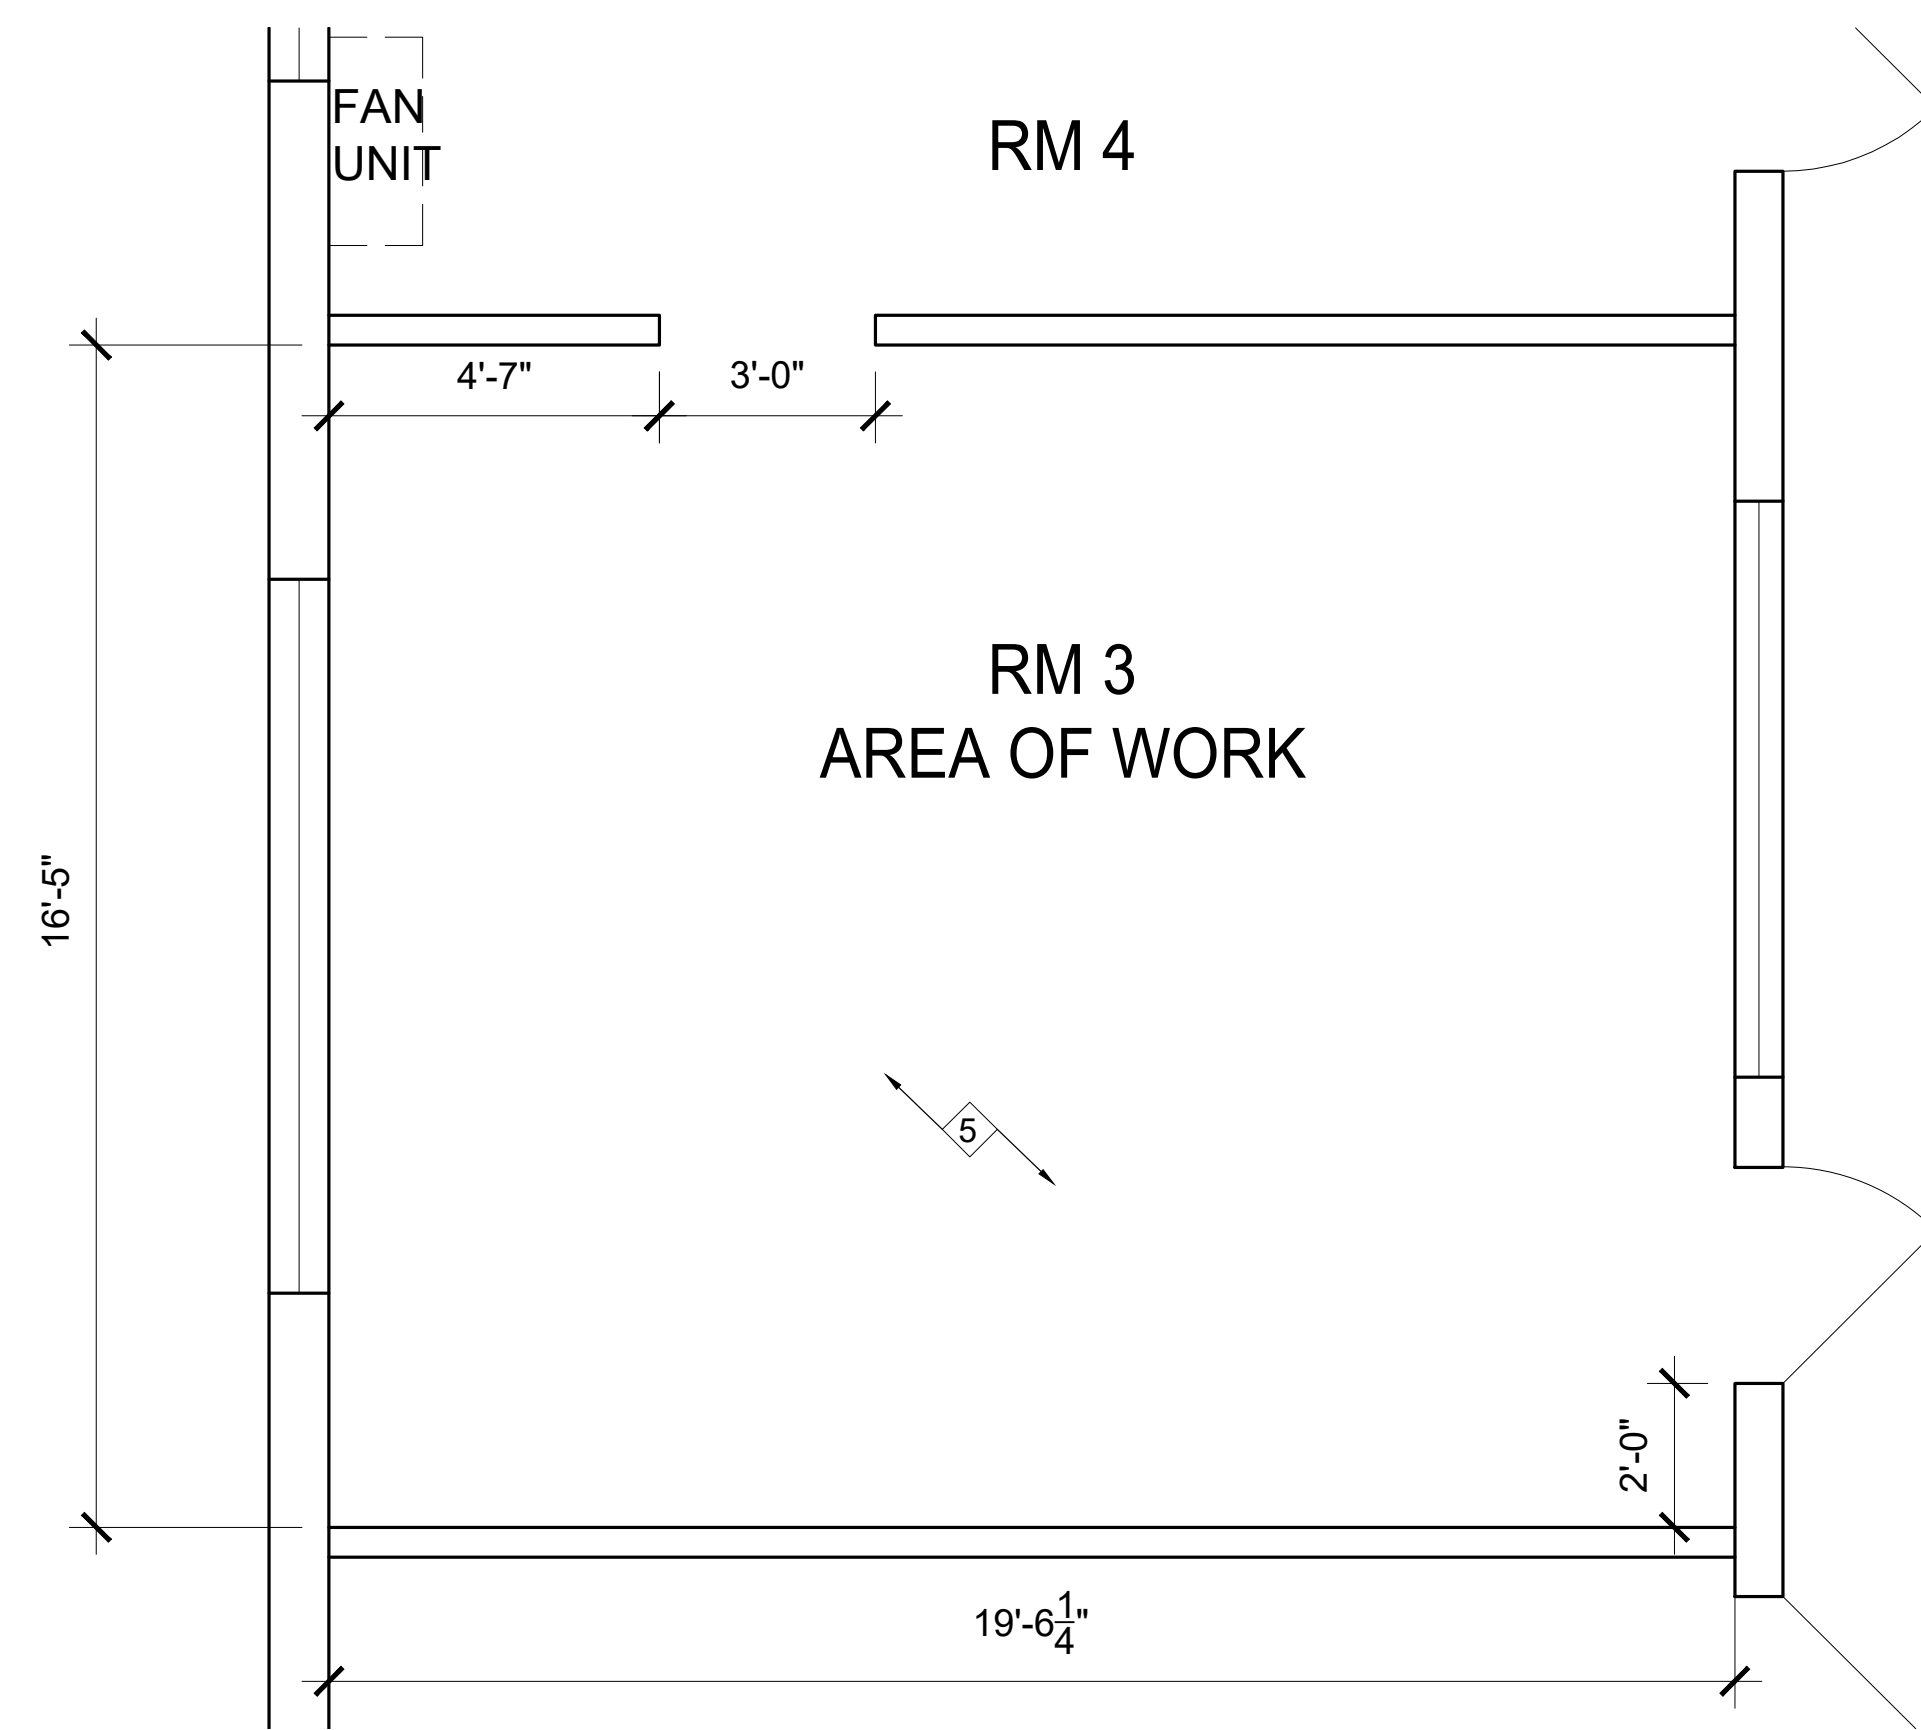 FAN
UNIT
RM 4
4'-7"
3'-0"
RM 3
AREA OF WORK
16'-5"
5
2'-0"
19'-6 1/4"